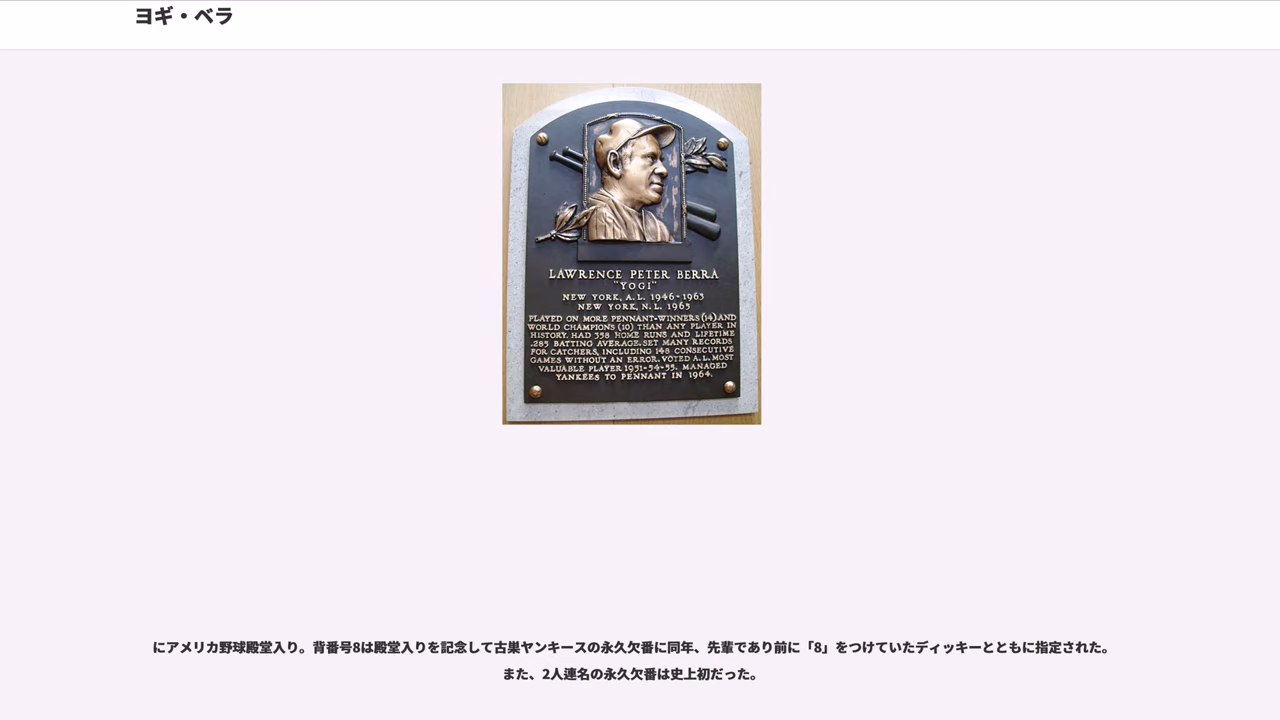 ヨギ・ベラ
LAWRENCE PETER BERRA
"YOGI"
NEW YORK, A.L. 1946-1963
NEW YORK, N.L. 1965
PLAYED ON MORE PENNANT-WINNERS (14) AND
WORLD CHAMPIONS (10) THAN ANY PLAYER IN
HISTORY. HAD 358 HOME RUNS AND LIFETIME
.285 BATTING AVERAGE. SET MANY RECORDS
FOR CATCHERS, INCLUDING 148 CONSECUTIVE
GAMES WITHOUT AN ERROR. VOTED A.L. MOST
VALUABLE PLAYER 1951-54-55. MANAGED
YANKEES TO PENNANT IN 1964.
にアメリカ野球殿堂入り。背番号8は殿堂入りを記念して古巣ヤンキースの永久欠番に同年、先輩であり前に「8」をつけていたディッキーとともに指定された。
また、2人連名の永久欠番は史上初だった。